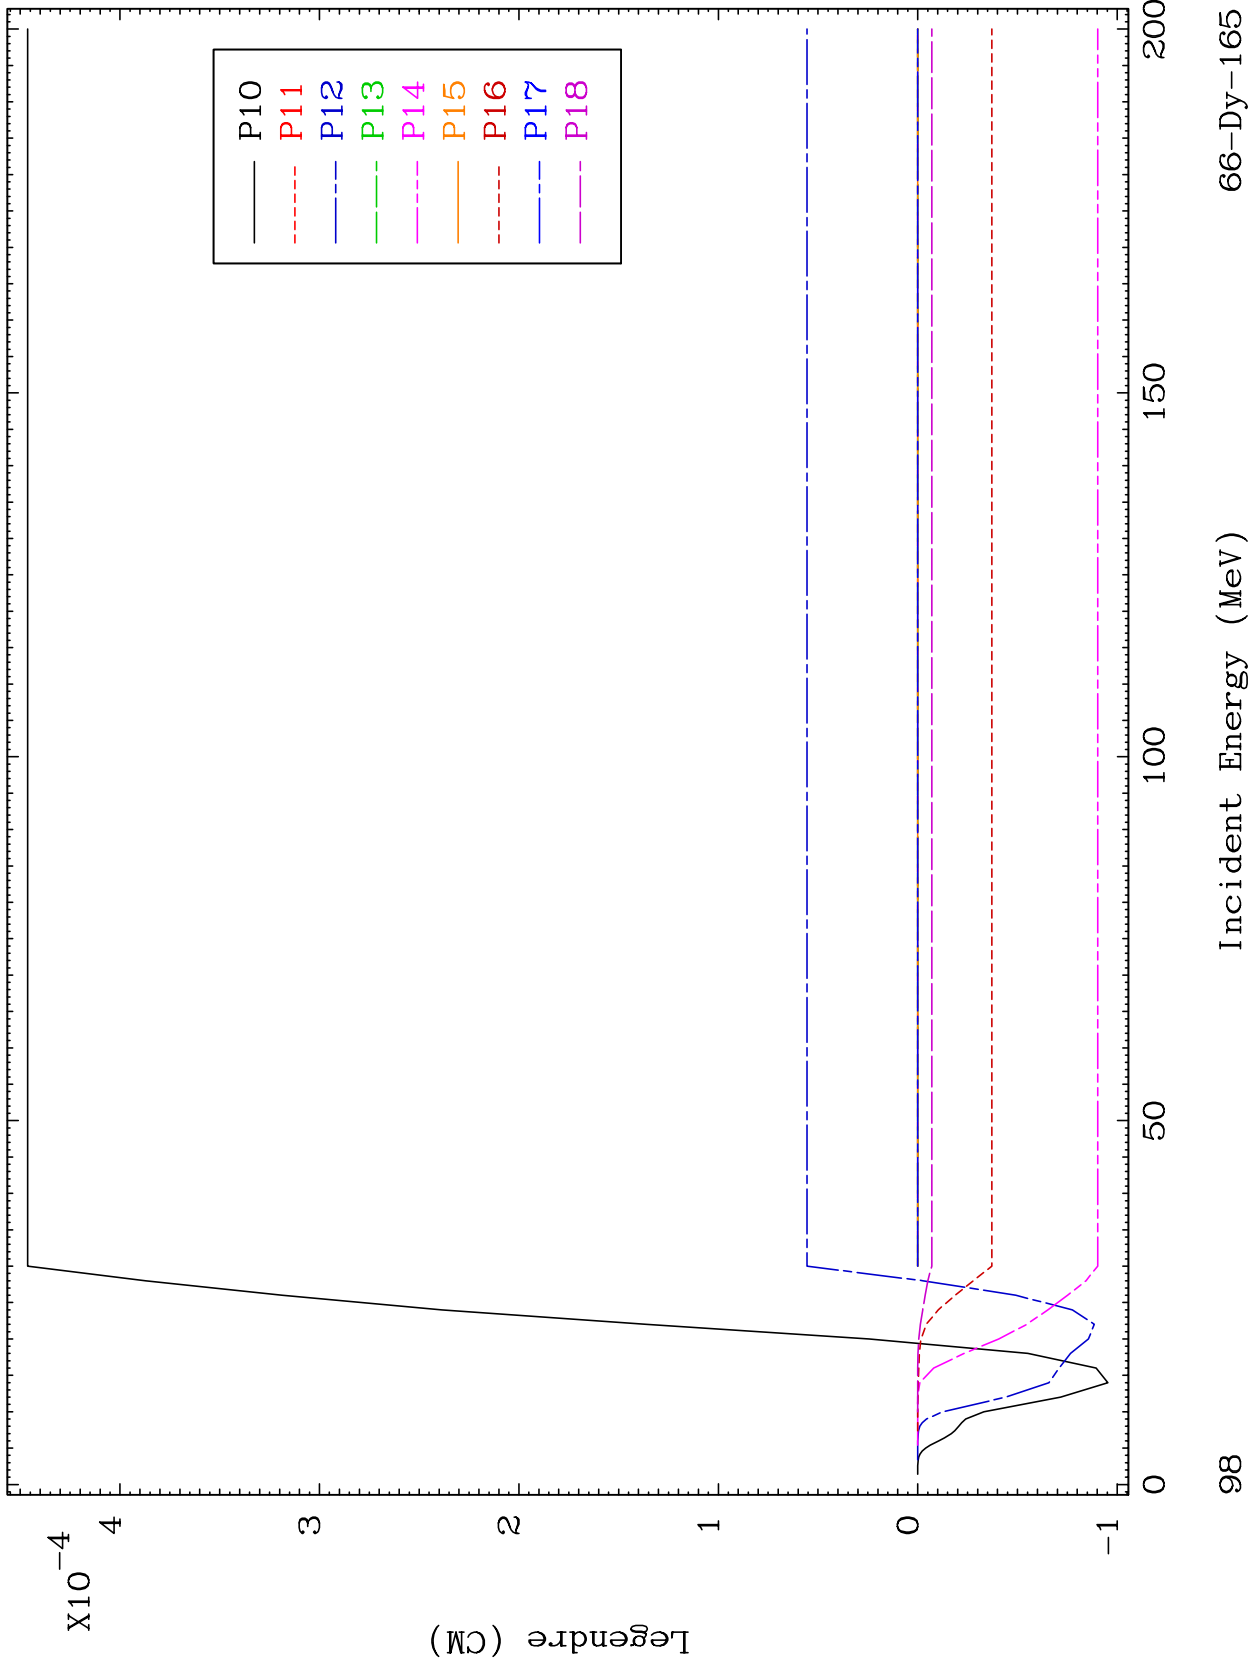 X10-4
4
3
2
1
0
-1
Legendre (CM)
P10
P11
P12
P13
P14
P15
P16
P17
P18
0
50
100
150
200
98
Incident Energy (MeV)
66-Dy-165